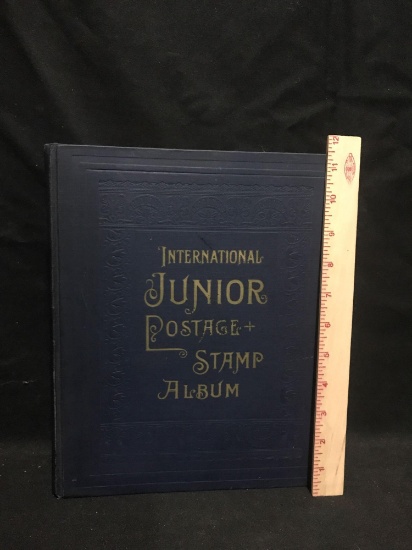 INTERNATIONAL
JUNIOR
POSTAGE +
STAMP
ALBUM